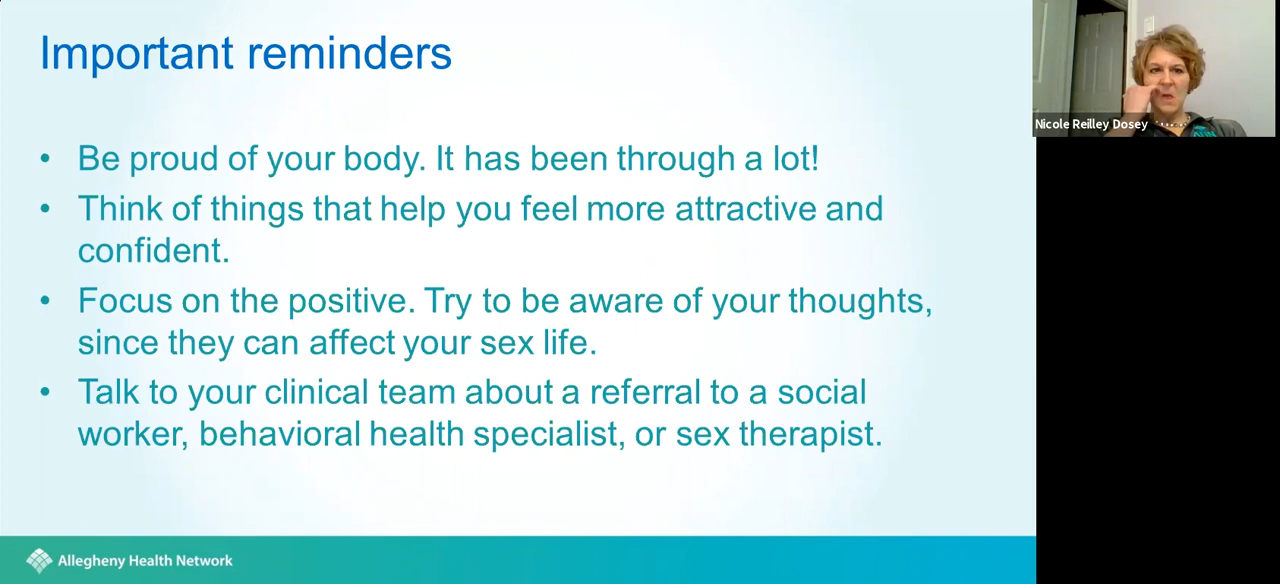 Important reminders
• Be proud of your body. It has been through a lot!
• Think of things that help you feel more attractive and
confident.
• Focus on the positive. Try to be aware of your thoughts,
since they can affect your sex life.
• Talk to your clinical team about a referral to a social
worker, behavioral health specialist, or sex therapist.
Allegheny Health Network
Nicole Reilley Dosey